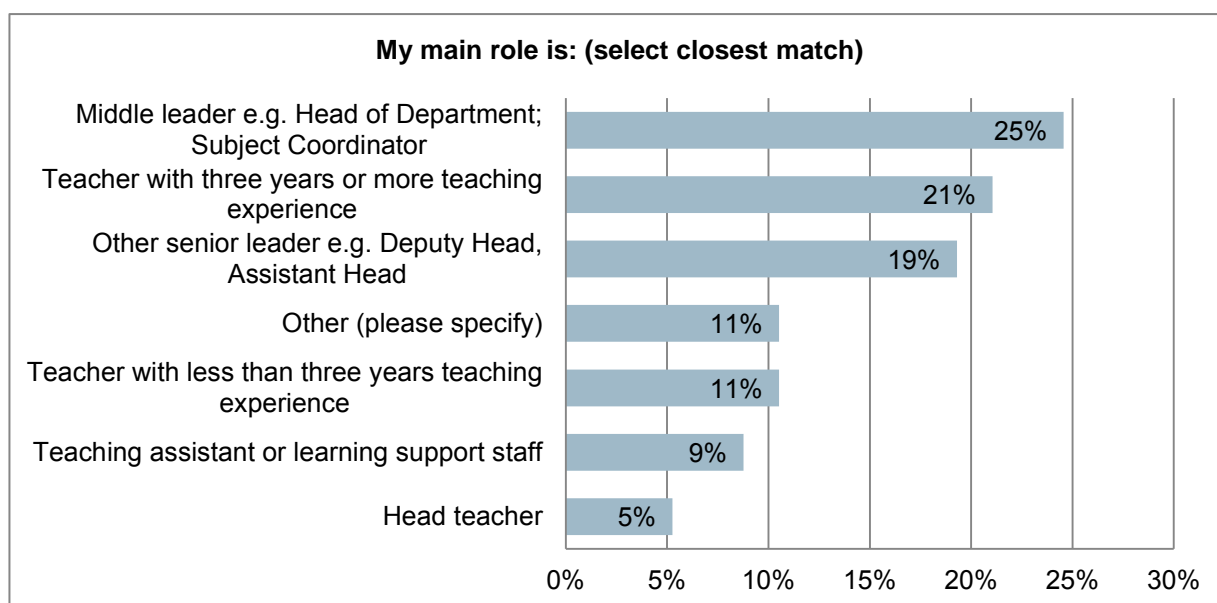 My main role is: (select closest match)
Middle leader e.g. Head of Department;
Subject Coordinator
25%
Teacher with three years or more teaching
experience
21%
Other senior leader e.g. Deputy Head,
Assistant Head
19%
Other (please specify)
11%
Teacher with less than three years teaching
experience
11%
Teaching assistant or learning support staff
9%
Head teacher
5%
0% 5% 10% 15% 20% 25% 30%